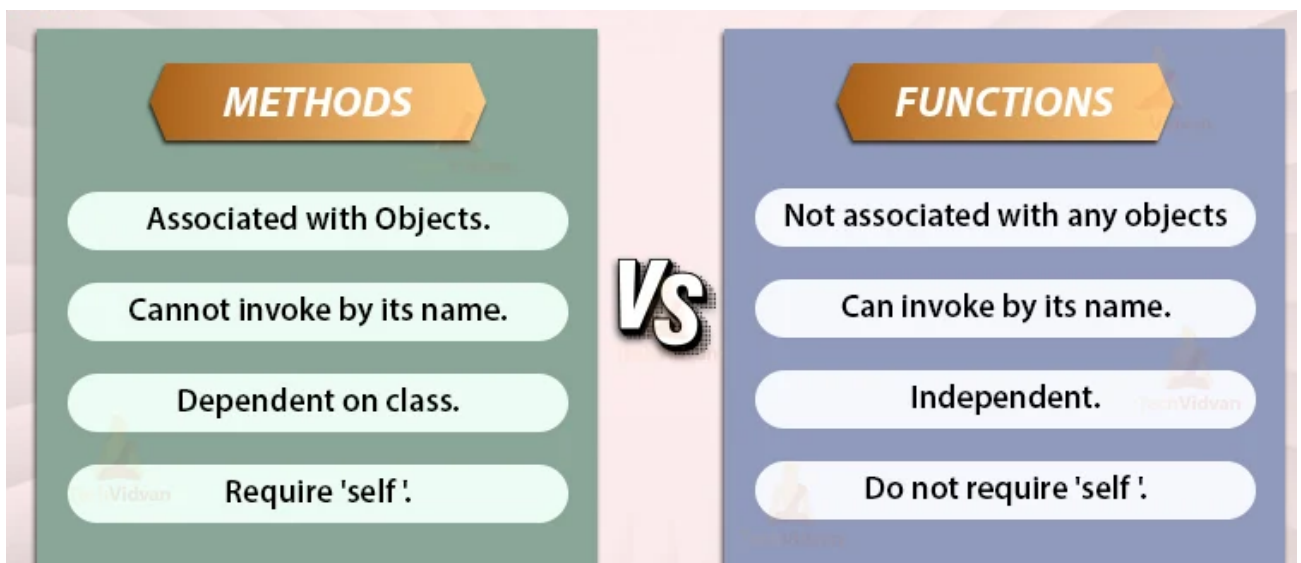 METHODS
Associated with Objects.
Cannot invoke by its name.
Dependent on class.
Require 'self '.
VS
FUNCTIONS
Not associated with any objects
Can invoke by its name.
Independent.
Do not require 'self '.
TechVidvan